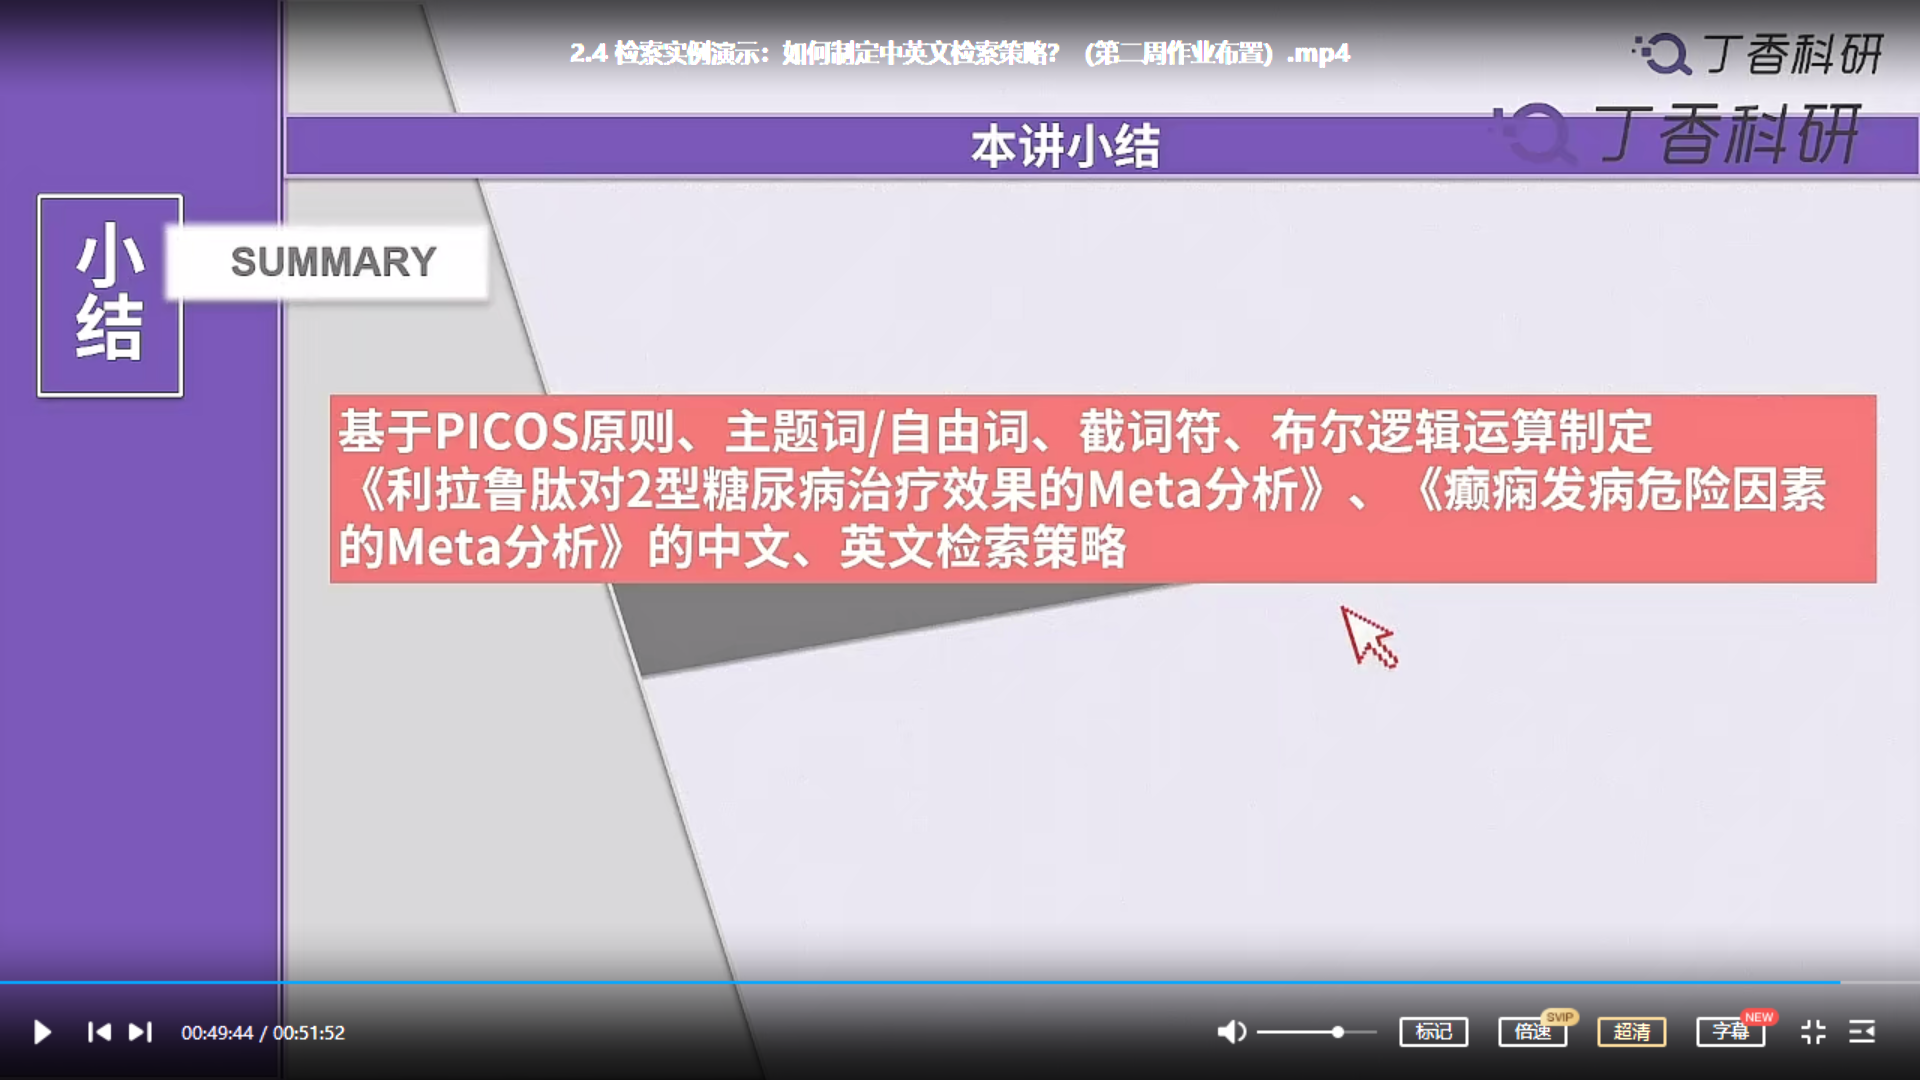 2.4 检索实例演示：如何制定中英文检索策略？（第二周作业布置）.mp4
丁香科研
丁香科研
本讲小结
小结
SUMMARY
基于PICOS原则、主题词/自由词、截词符、布尔逻辑运算制定
《利拉鲁肽对2型糖尿病治疗效果的Meta分析》、《癫痫发病危险因素
的Meta分析》的中文、英文检索策略
00:49:44 / 00:51:52
标记
倍速
SVIP
超清
字幕
NEW